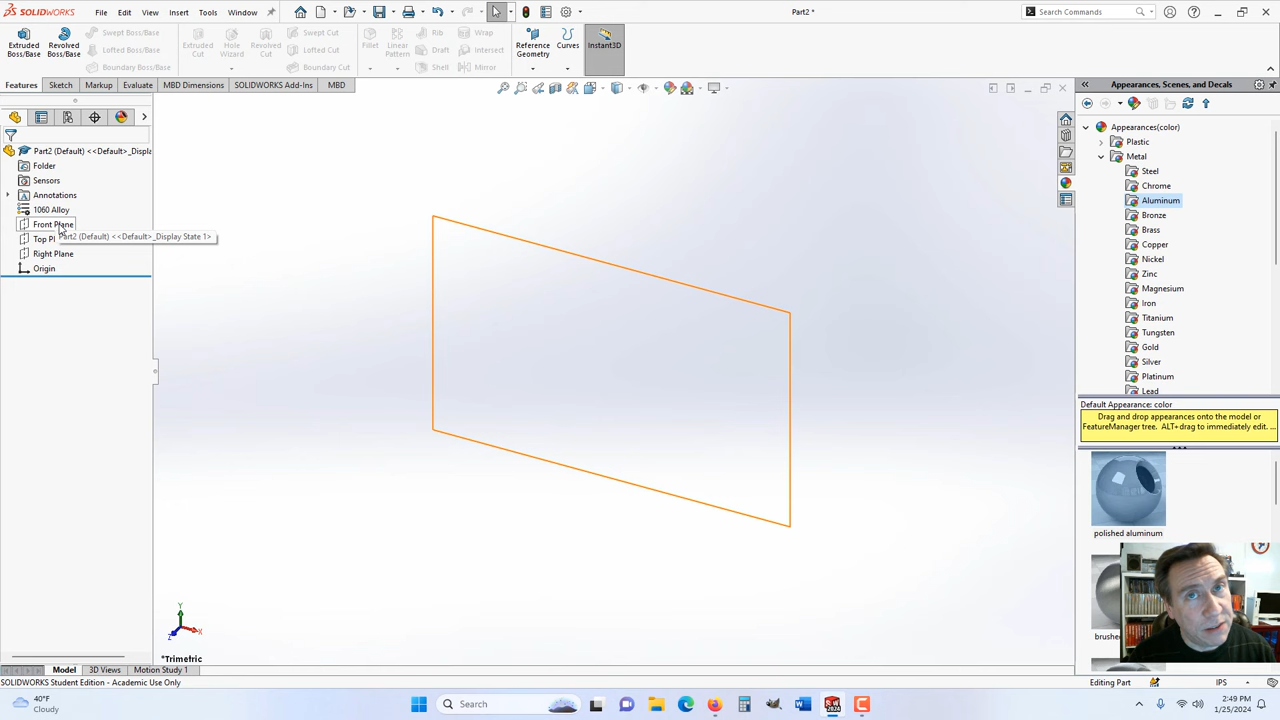 SOLIDWORKS File Edit View Insert Tools Window
Part2 *
Search Commands
Extruded Boss/Base
Revolved Boss/Base
Swept Boss/Base
Lofted Boss/Base
Boundary Boss/Base
Extruded Cut
Hole Wizard
Revolved Cut
Swept Cut
Lofted Cut
Boundary Cut
Fillet
Linear Pattern
Rib
Draft
Shell
Wrap
Intersect
Mirror
Reference Geometry
Curves
Instant3D
Features Sketch Markup Evaluate MBD Dimensions SOLIDWORKS Add-Ins MBD
Part2 (Default) <<Default>_Displa
Folder
Sensors
Annotations
1060 Alloy
Front Plane
Top Pl
Part2 (Default) <<Default>_Display State 1>
Right Plane
Origin
Y
X
Z
*Trimetric
Appearances, Scenes, and Decals
Appearances(color)
Plastic
Metal
Steel
Chrome
Aluminum
Bronze
Brass
Copper
Nickel
Zinc
Magnesium
Iron
Titanium
Tungsten
Gold
Silver
Platinum
Lead
Default Appearance: color
Drag and drop appearances onto the model or
FeatureManager tree. ALT+drag to immediately edit. ...
polished aluminum
brushed
Model 3D Views Motion Study 1
SOLIDWORKS Student Edition - Academic Use Only
Editing Part
IPS
40°F
Cloudy
Search
2:49 PM
1/25/2024